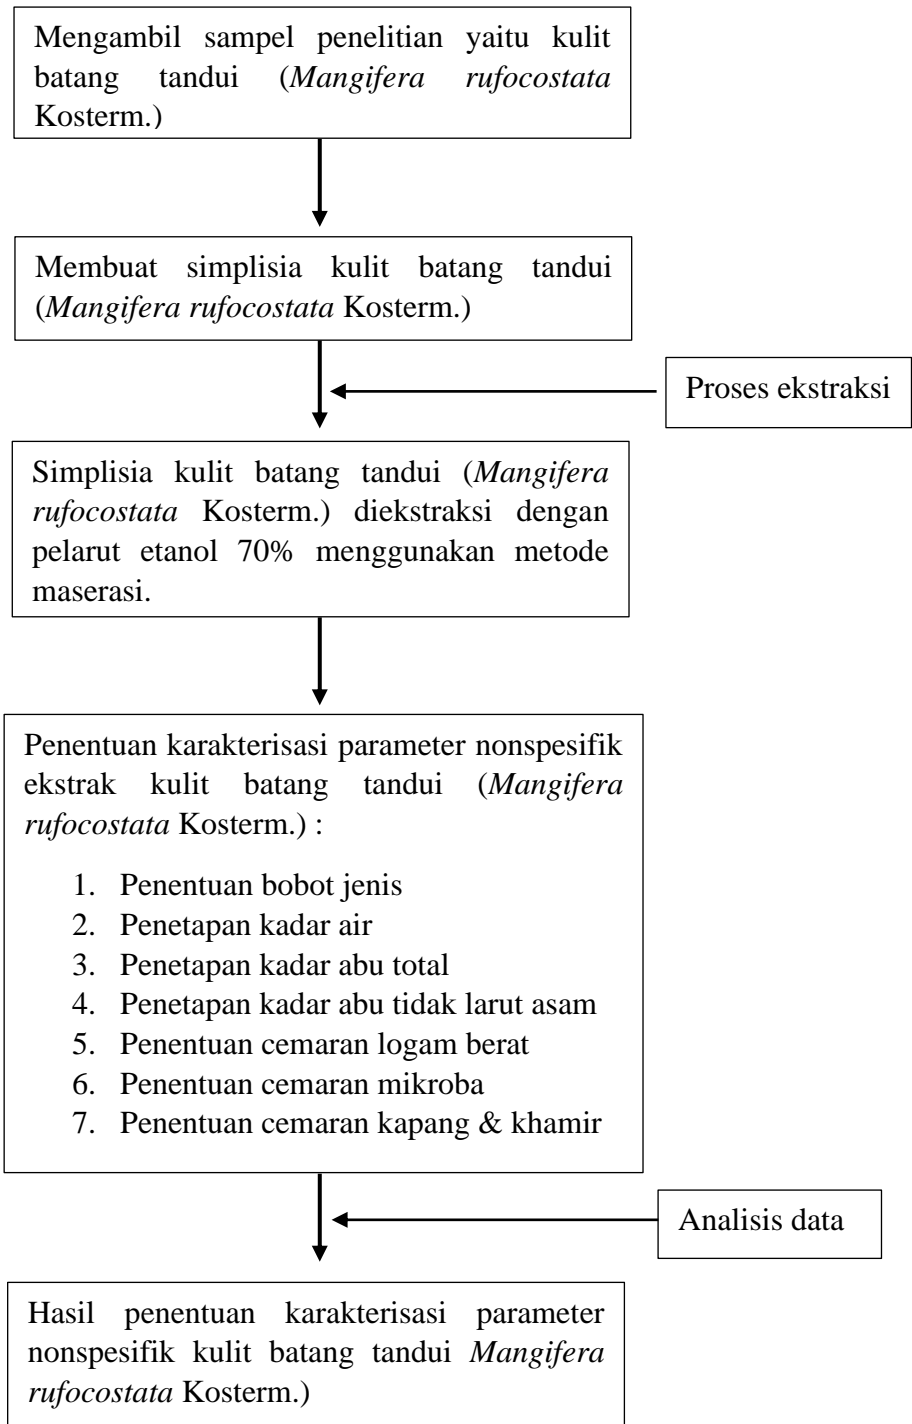 Mengambil sampel penelitian yaitu kulit
batang tandui (Mangifera rufocostata
Kosterm.)
Membuat simplisia kulit batang tandui
(Mangifera rufocostata Kosterm.)
Proses ekstraksi
Simplisia kulit batang tandui (Mangifera
rufocostata Kosterm.) diekstraksi dengan
pelarut etanol 70% menggunakan metode
maserasi.
Penentuan karakterisasi parameter nonspesifik
ekstrak kulit batang tandui (Mangifera
rufocostata Kosterm.) :
1. Penentuan bobot jenis
2. Penetapan kadar air
3. Penetapan kadar abu total
4. Penetapan kadar abu tidak larut asam
5. Penentuan cemaran logam berat
6. Penentuan cemaran mikroba
7. Penentuan cemaran kapang & khamir
Analisis data
Hasil penentuan karakterisasi parameter
nonspesifik kulit batang tandui Mangifera
rufocostata Kosterm.)